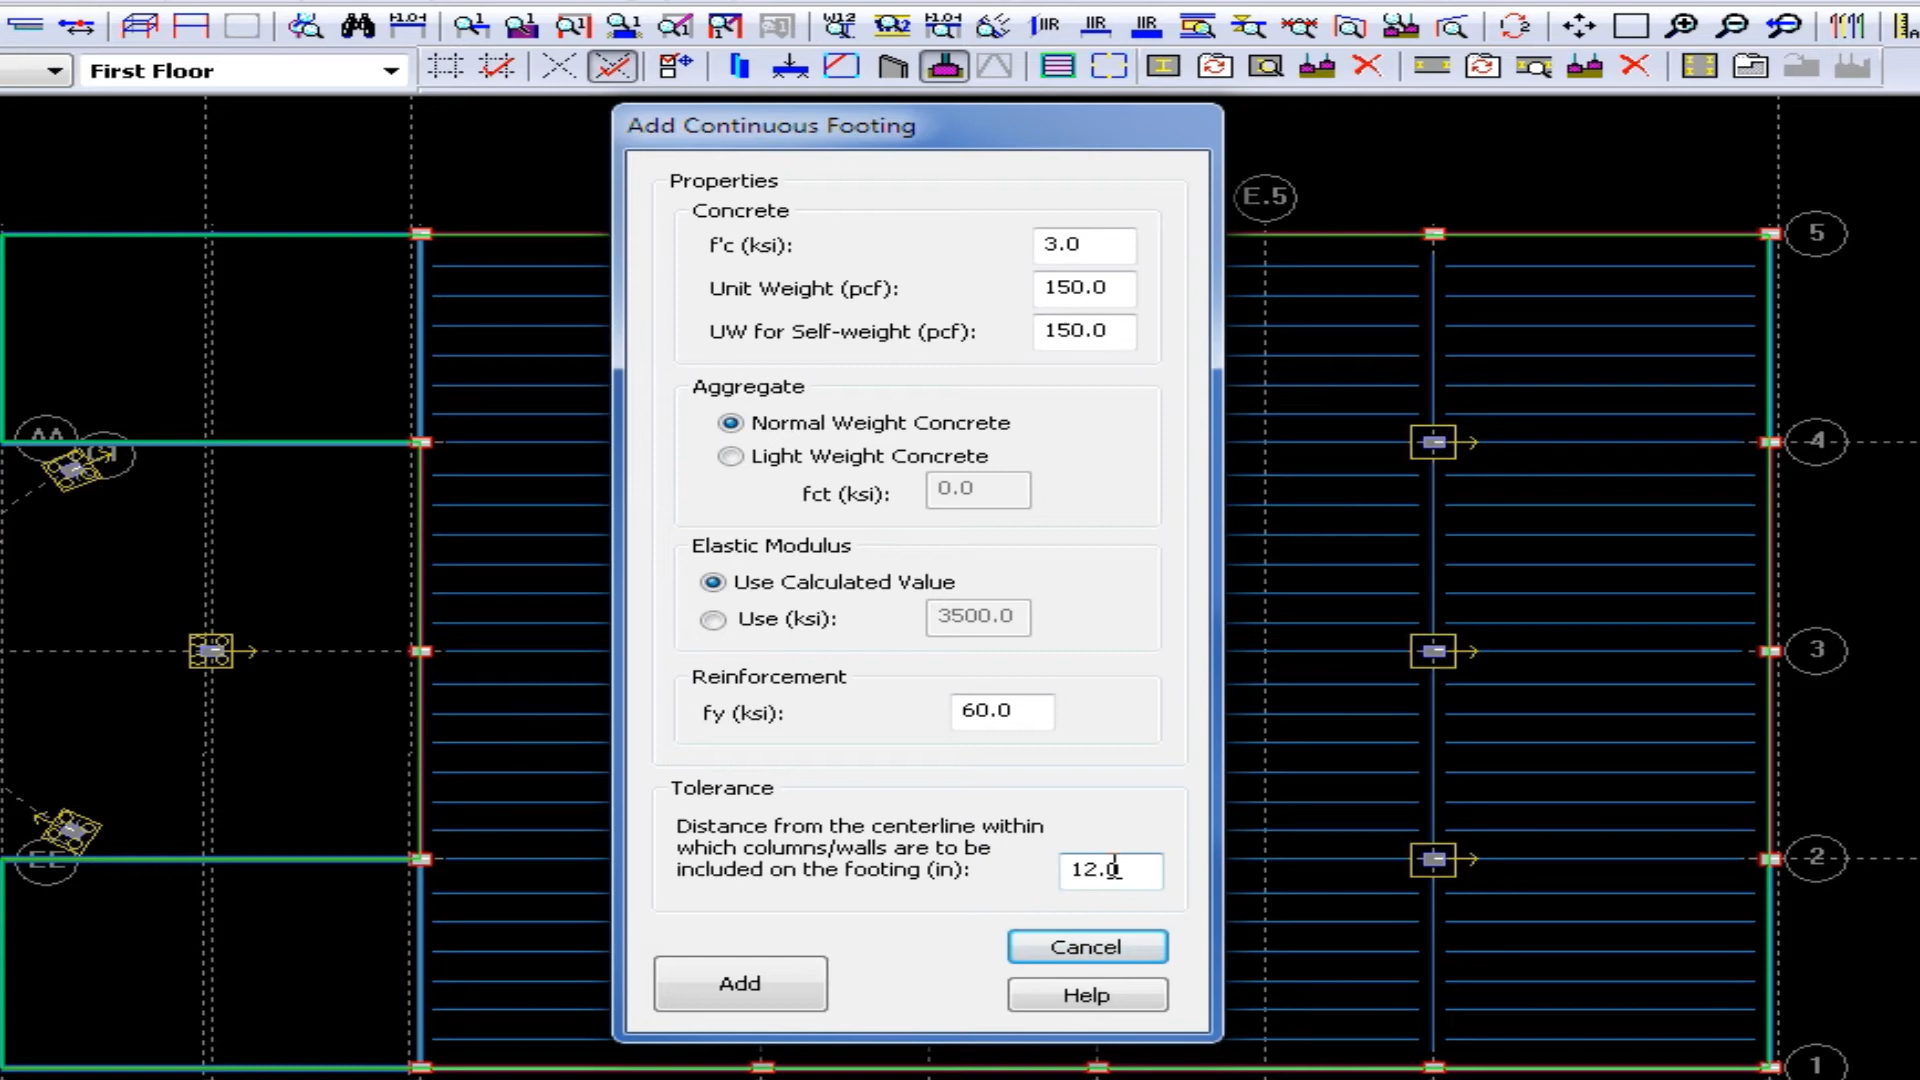 First Floor
Add Continuous Footing
Properties
Concrete
f'c (ksi): 3.0
Unit Weight (pcf): 150.0
UW for Self-weight (pcf): 150.0
Aggregate
Normal Weight Concrete
Light Weight Concrete
fct (ksi): 0.0
Elastic Modulus
Use Calculated Value
Use (ksi): 3500.0
Reinforcement
fy (ksi): 60.0
Tolerance
Distance from the centerline within
which columns/walls are to be
included on the footing (in): 12.0
Cancel
Add
Help
E.5
5
4
3
2
1
AA
EE